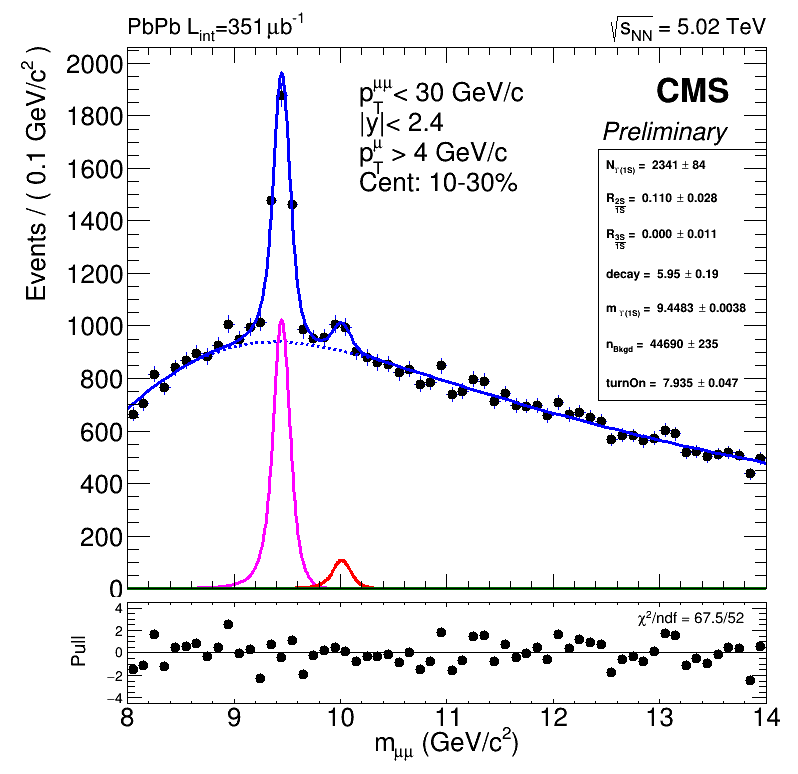 PbPb L_int=351 μb⁻¹
√s_NN = 5.02 TeV
Events / ( 0.1 GeV/c² )
2000
1800
1600
1400
1200
1000
800
600
400
200
0
p_T^μμ < 30 GeV/c
|y|< 2.4
p_T^μ > 4 GeV/c
Cent: 10-30%
CMS
Preliminary
N_ϒ(1S) = 2341 ± 84
R_2S/1S = 0.110 ± 0.028
R_3S/1S = 0.000 ± 0.011
decay = 5.95 ± 0.19
m_ϒ(1S) = 9.4483 ± 0.0038
n_Bkgd = 44690 ± 235
turnOn = 7.935 ± 0.047
Pull
4
2
0
−2
−4
χ²/ndf = 67.5/52
8 9 10 11 12 13 14
m_μμ (GeV/c²)